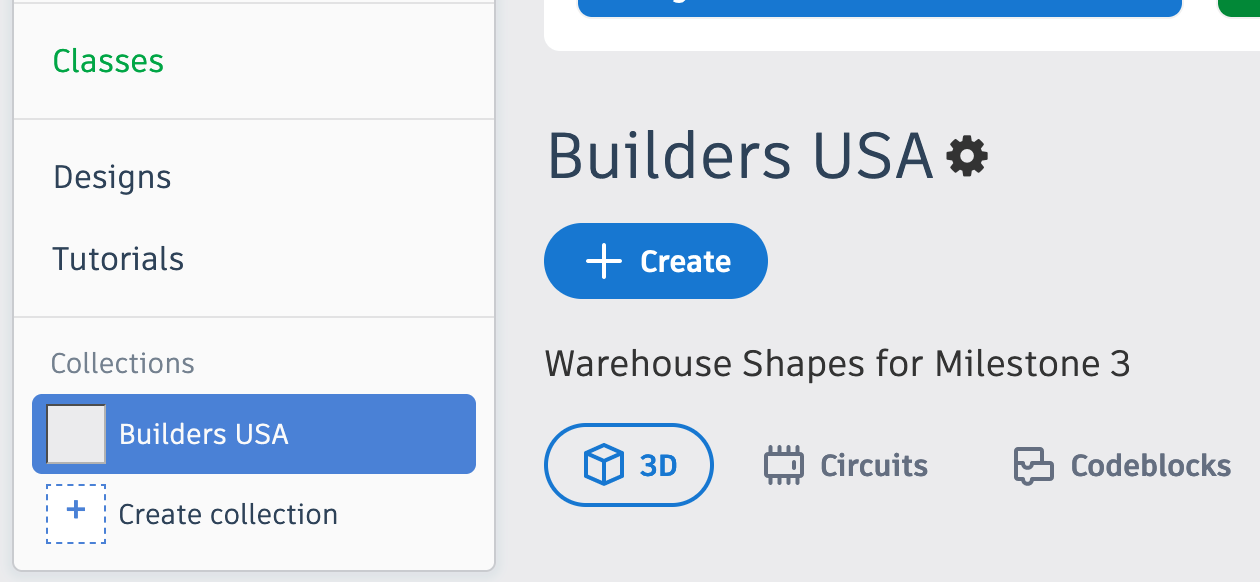 Classes
Designs
Tutorials
Collections
Builders USA
Create collection
Builders USA
Create
Warehouse Shapes for Milestone 3
3D
Circuits
Codeblocks